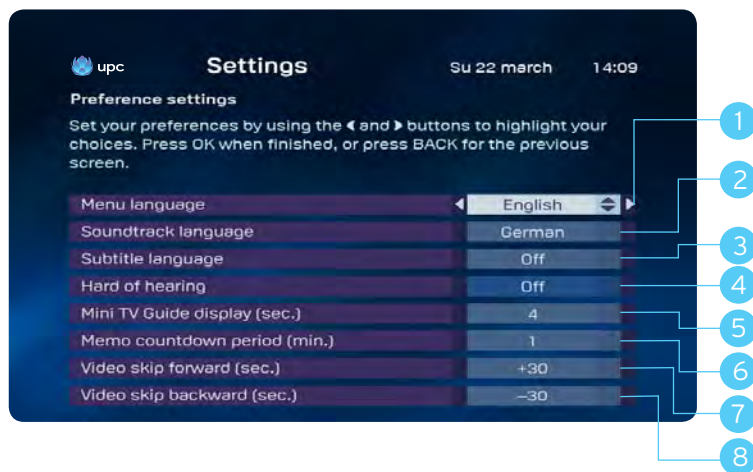 upc Settings Su 22 march 14:09
Preference settings
Set your preferences by using the ◀ and ▶ buttons to highlight your
choices. Press OK when finished, or press BACK for the previous
screen.
Menu language English
Soundtrack language German
Subtitle language Off
Hard of hearing Off
Mini TV Guide display (sec.) 4
Memo countdown period (min.) 1
Video skip forward (sec.) +30
Video skip backward (sec.) –30
1
2
3
4
5
6
7
8